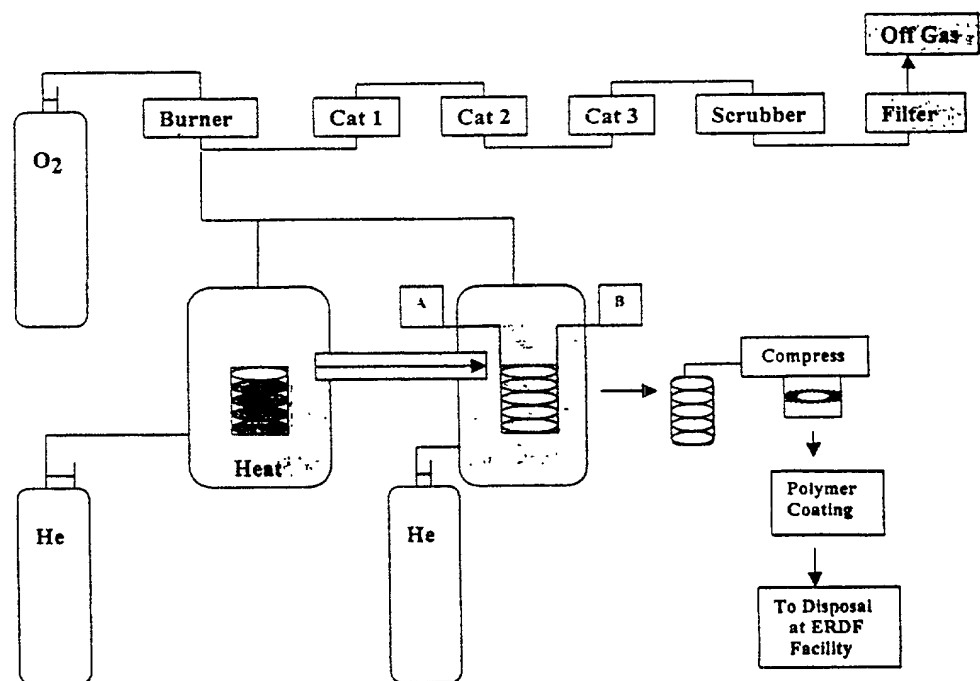 Off Gas
Burner
Cat 1
Cat 2
Cat 3
Scrubber
Filter
O2
A
B
Compress
Heat
He
He
Polymer
Coating
To Disposal
at ERDF
Facility